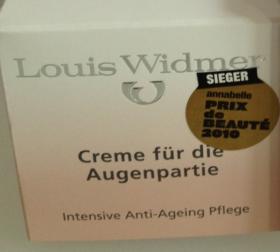 Louis Widmer
SIEGER
annabelle
PRIX
de
BEAUTÉ
2010
Creme für die
Augenpartie
Intensive Anti-Ageing Pflege